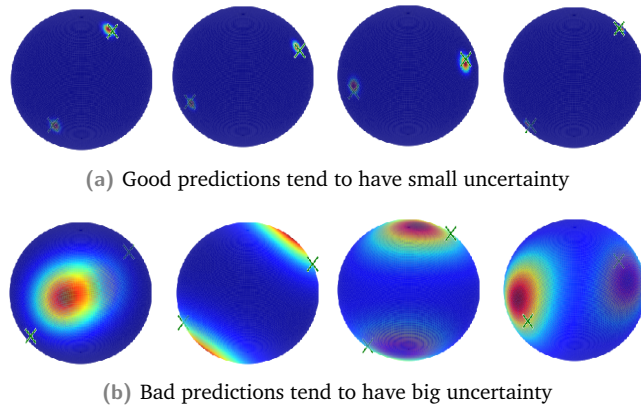 (a) Good predictions tend to have small uncertainty
(b) Bad predictions tend to have big uncertainty